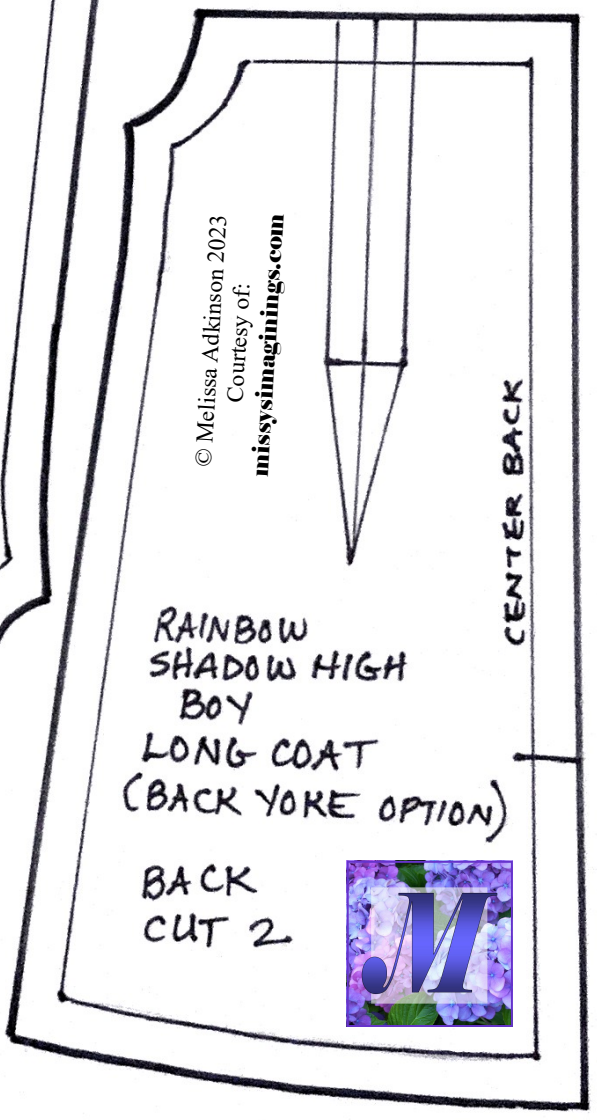 © Melissa Adkinson 2023
Courtesy of:
missysimaginings.com
CENTER BACK
RAINBOW
SHADOW HIGH
BOY
LONG COAT
(BACK YOKE OPTION)
BACK
CUT 2
M